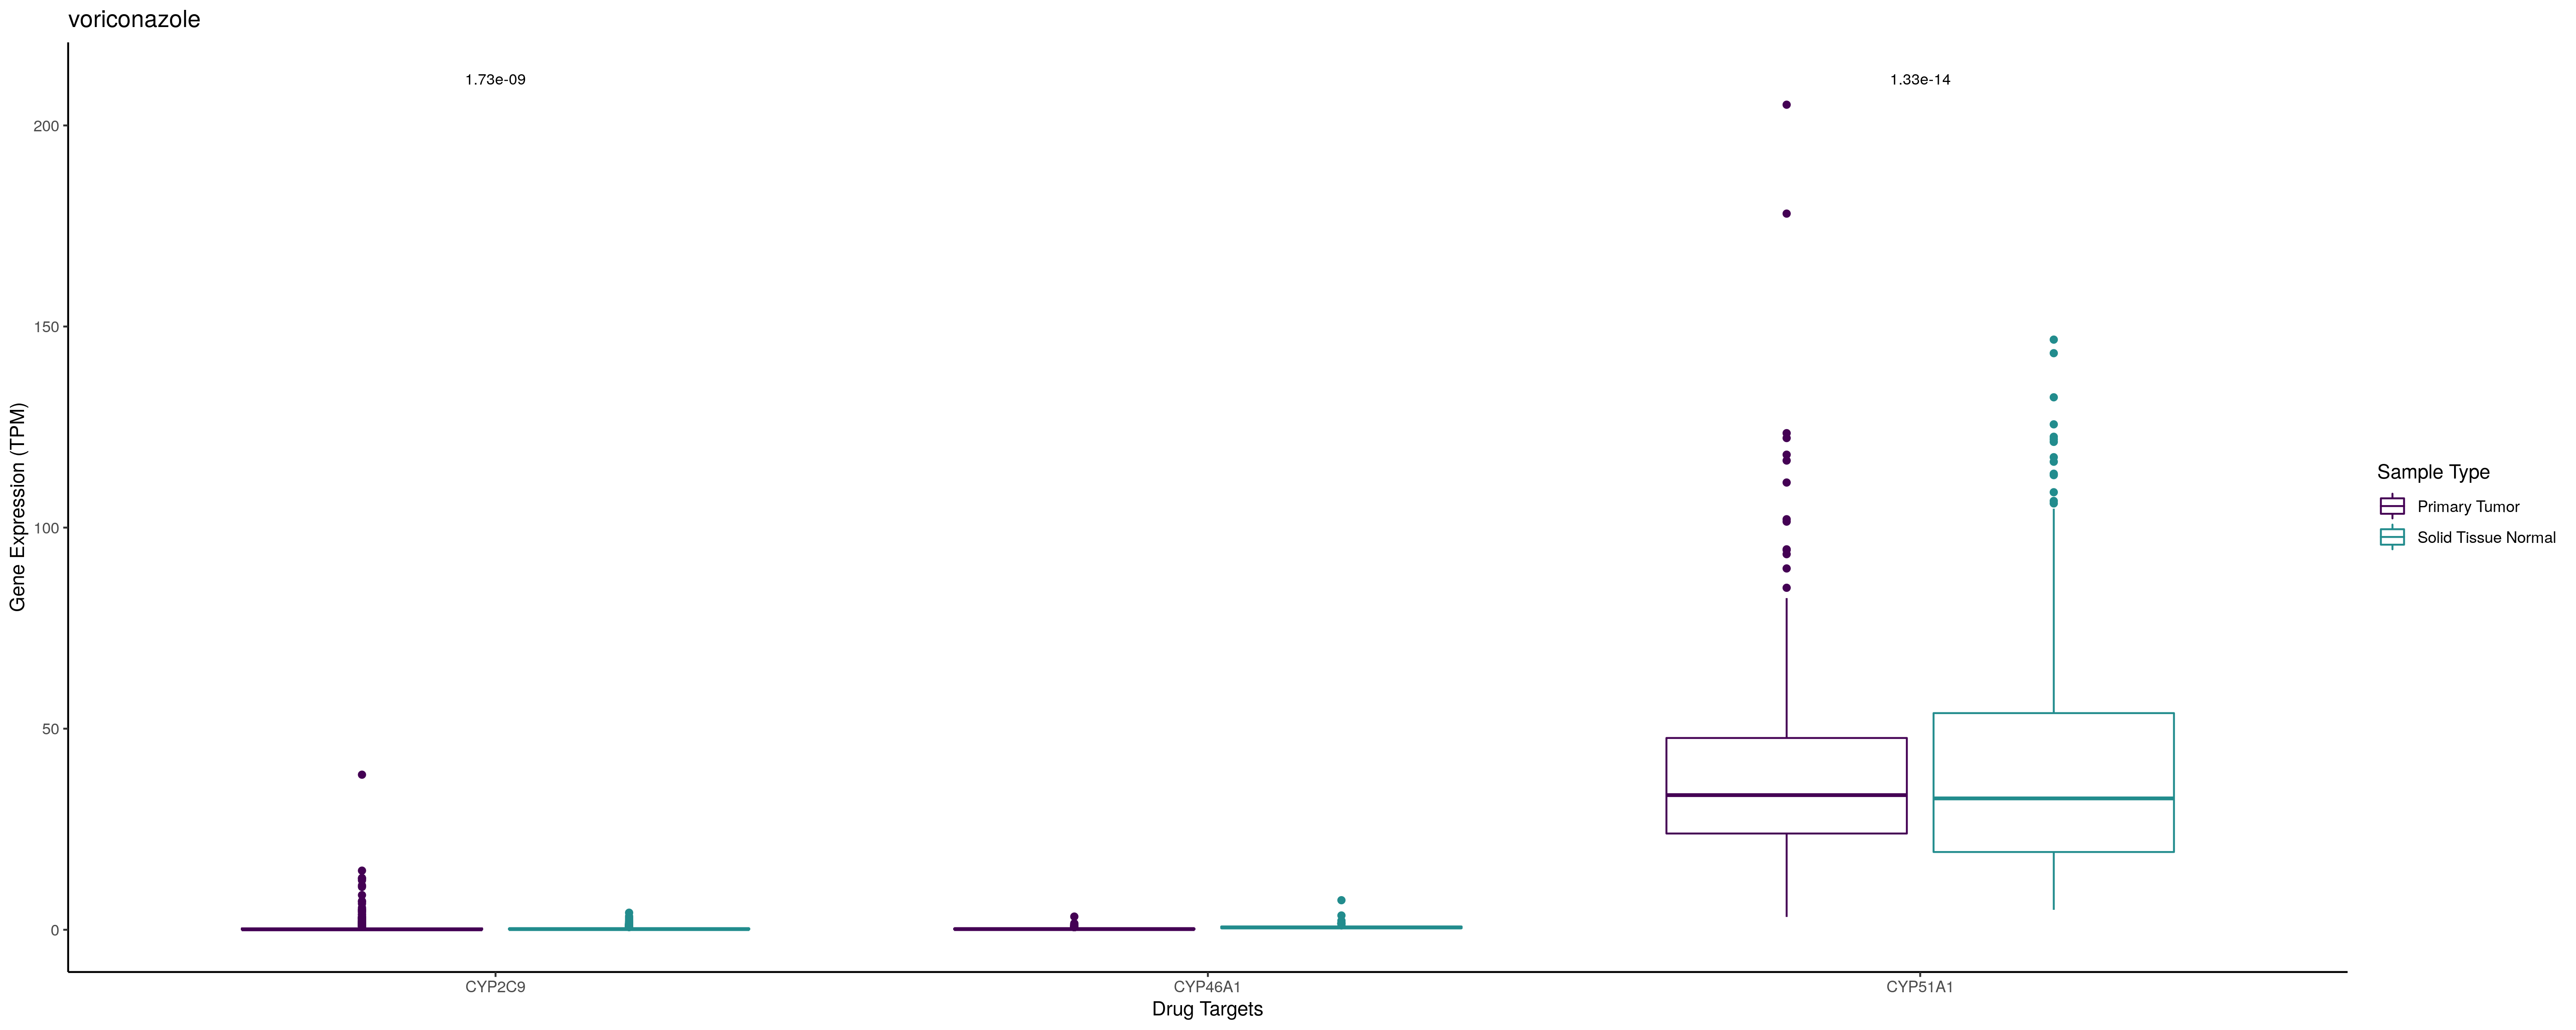 voriconazole
1.73e-09
1.33e-14
200
150
100
50
0
Gene Expression (TPM)
CYP2C9
CYP46A1
CYP51A1
Drug Targets
Sample Type
Primary Tumor
Solid Tissue Normal